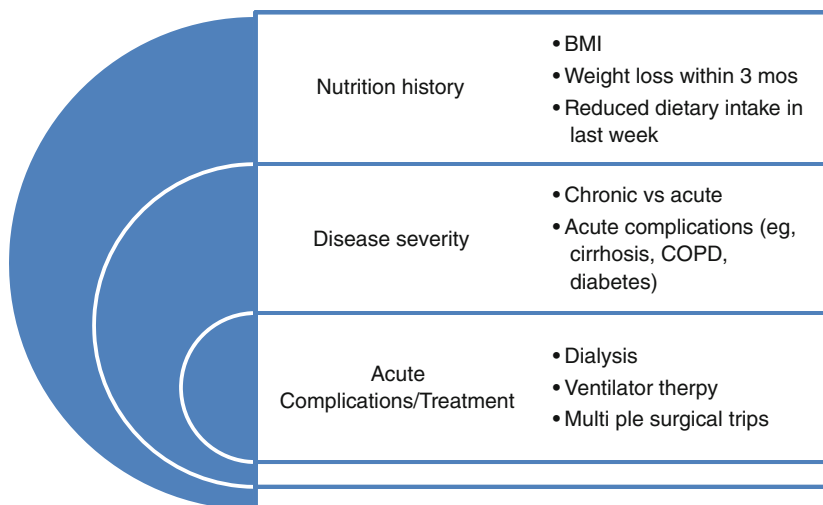 Nutrition history
• BMI
• Weight loss within 3 mos
• Reduced dietary intake in
last week
Disease severity
• Chronic vs acute
• Acute complications (eg,
cirrhosis, COPD,
diabetes)
Acute
Complications/Treatment
• Dialysis
• Ventilator therpy
• Multi ple surgical trips